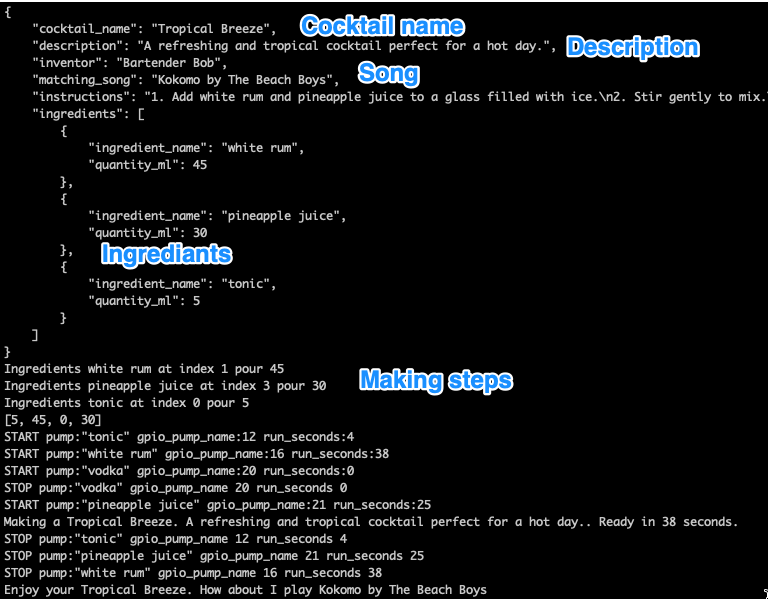 {
"cocktail_name": "Tropical Breeze", Cocktail name
"description": "A refreshing and tropical cocktail perfect for a hot day.", Description
"inventor": "Bartender Bob",
"matching_song": "Kokomo by The Beach Boys", Song
"instructions": "1. Add white rum and pineapple juice to a glass filled with ice.\n2. Stir gently to mix.\
"ingredients": [
{
"ingredient_name": "white rum",
"quantity_ml": 45
},
{
"ingredient_name": "pineapple juice",
"quantity_ml": 30
}, Ingrediants
{
"ingredient_name": "tonic",
"quantity_ml": 5
}
]
}
Ingredients white rum at index 1 pour 45
Ingredients pineapple juice at index 3 pour 30 Making steps
Ingredients tonic at index 0 pour 5
[5, 45, 0, 30]
START pump:"tonic" gpio_pump_name:12 run_seconds:4
START pump:"white rum" gpio_pump_name:16 run_seconds:38
START pump:"vodka" gpio_pump_name:20 run_seconds:0
STOP pump:"vodka" gpio_pump_name 20 run_seconds 0
START pump:"pineapple juice" gpio_pump_name:21 run_seconds:25
Making a Tropical Breeze. A refreshing and tropical cocktail perfect for a hot day.. Ready in 38 seconds.
STOP pump:"tonic" gpio_pump_name 12 run_seconds 4
STOP pump:"pineapple juice" gpio_pump_name 21 run_seconds 25
STOP pump:"white rum" gpio_pump_name 16 run_seconds 38
Enjoy your Tropical Breeze. How about I play Kokomo by The Beach Boys